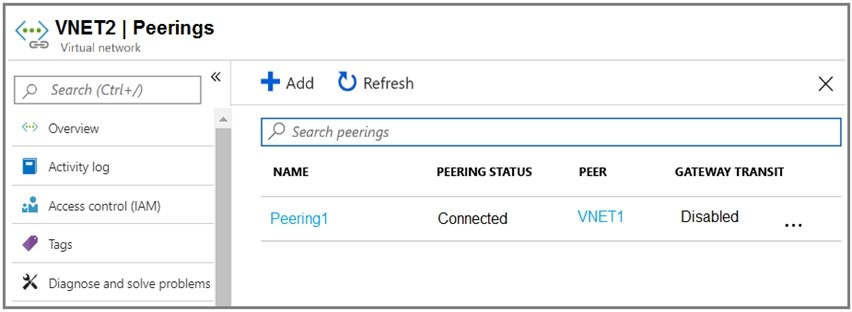 VNET2 | Peerings
Virtual network
Search (Ctrl+/)
«
Overview
Activity log
Access control (IAM)
Tags
Diagnose and solve problems
Add
Refresh
Search peerings
NAME PEERING STATUS PEER GATEWAY TRANSIT
Peering1 Connected VNET1 Disabled ...